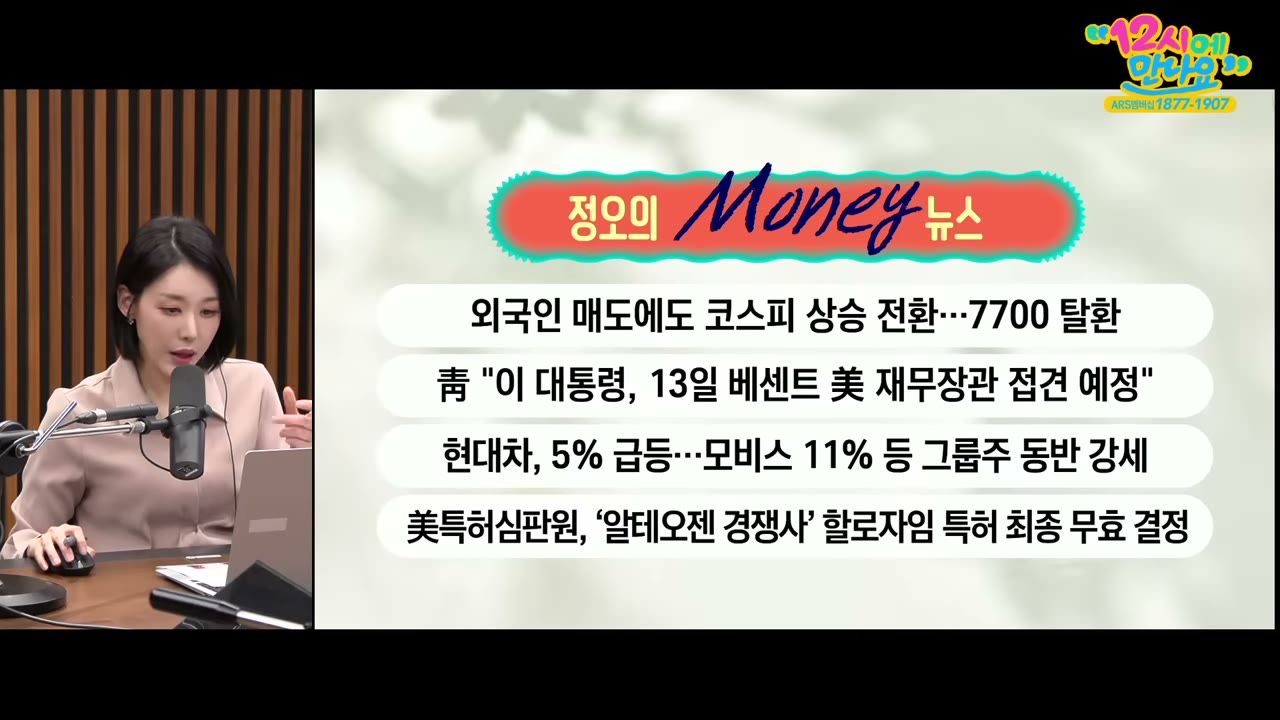 “12시에
만나요”
ARS멤버십1877-1907
정오의 Money 뉴스
외국인 매도에도 코스피 상승 전환…7700 탈환
靑 "이 대통령, 13일 베센트 美 재무장관 접견 예정"
현대차, 5% 급등…모비스 11% 등 그룹주 동반 강세
美특허심판원, ‘알테오젠 경쟁사’ 할로자임 특허 최종 무효 결정